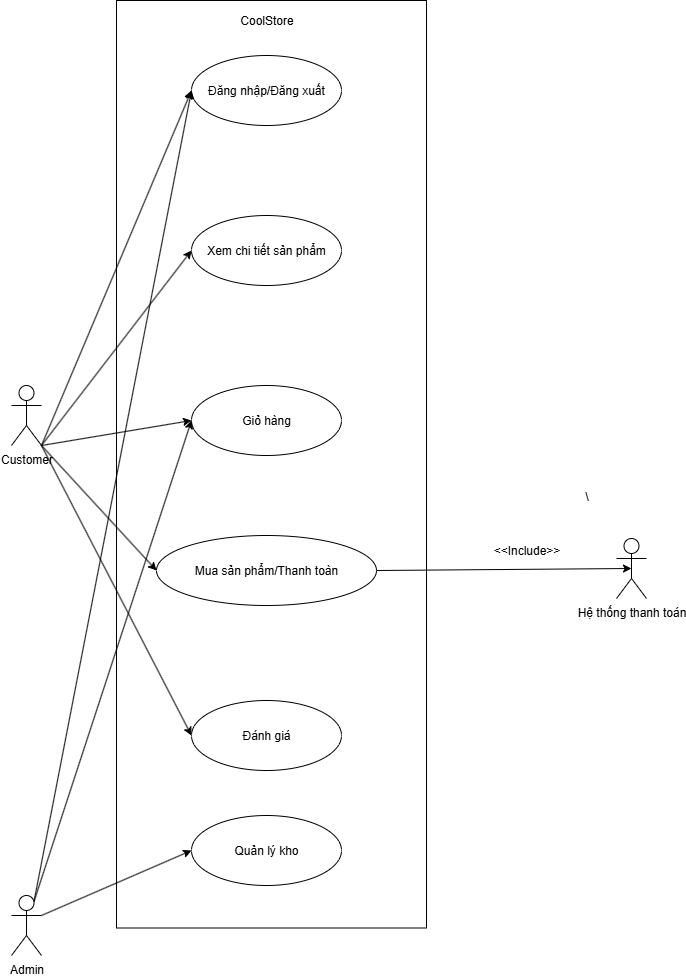 CoolStore
Đăng nhập/Đăng xuất
Xem chi tiết sản phẩm
Giỏ hàng
Customer
\
<<Include>>
Mua sản phẩm/Thanh toàn
Hệ thống thanh toán
Đánh giá
Quản lý kho
Admin